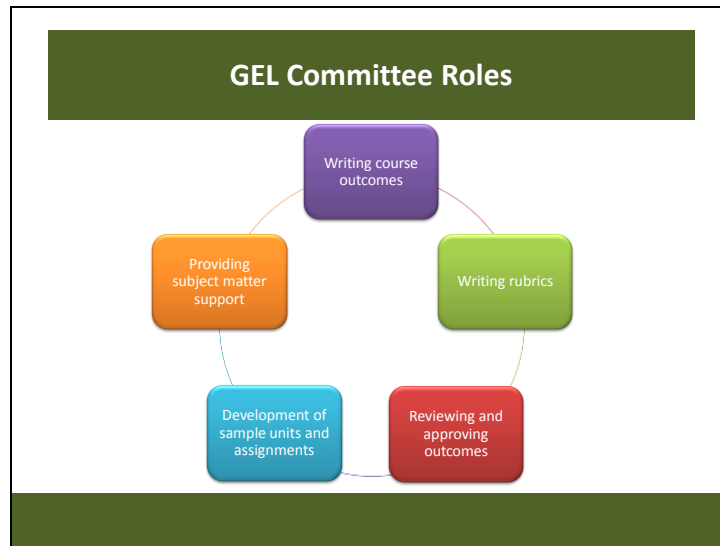 GEL Committee Roles
Writing course
outcomes
Writing rubrics
Reviewing and
approving
outcomes
Development of
sample units and
assignments
Providing
subject matter
support